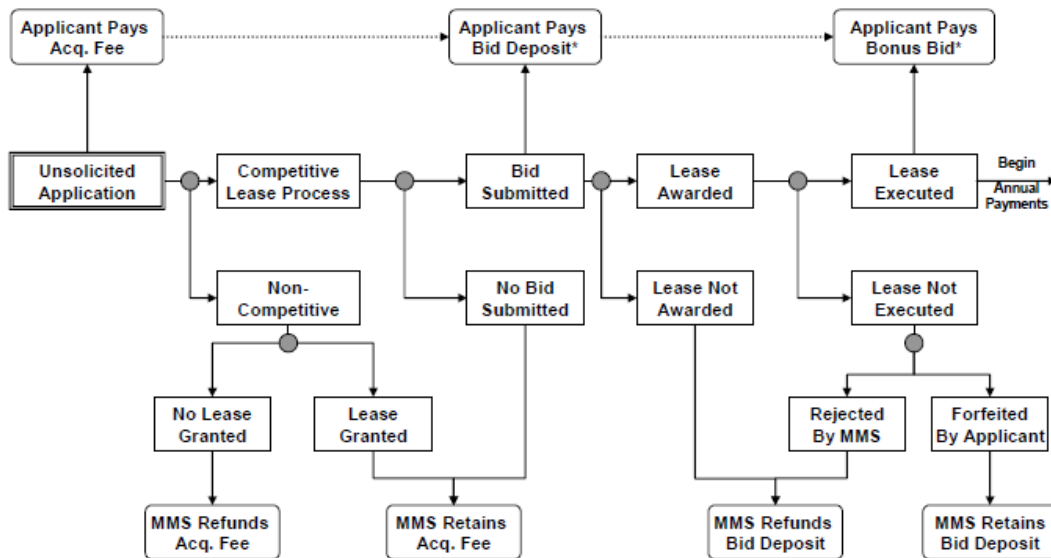 Applicant Pays
Acq. Fee
Applicant Pays
Bid Deposit*
Applicant Pays
Bonus Bid*
Unsolicited
Application
Competitive
Lease Process
Bid
Submitted
Lease
Awarded
Lease
Executed
Begin
Annual
Payments
Non-
Competitive
No Bid
Submitted
Lease Not
Awarded
Lease Not
Executed
No Lease
Granted
Lease
Granted
Rejected
By MMS
Forfeited
By Applicant
MMS Refunds
Acq. Fee
MMS Retains
Acq. Fee
MMS Refunds
Bid Deposit
MMS Retains
Bid Deposit